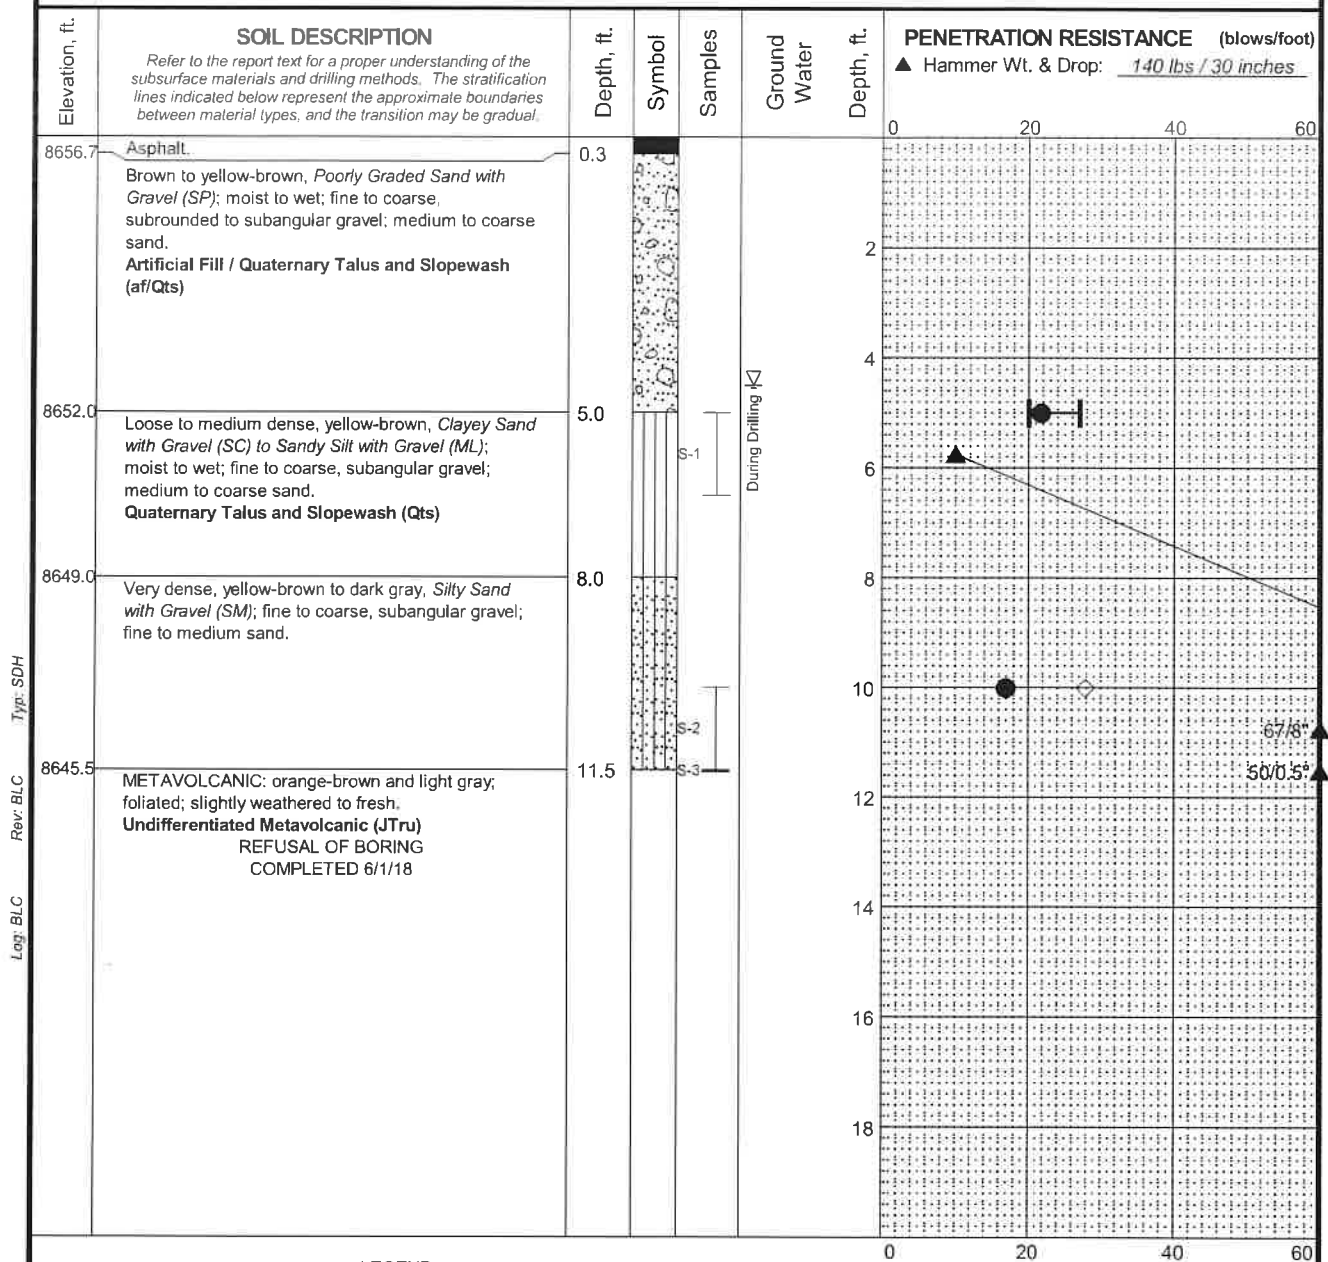 Elevation, ft.
SOIL DESCRIPTION
Refer to the report text for a proper understanding of the
subsurface materials and drilling methods. The stratification
lines indicated below represent the approximate boundaries
between material types, and the transition may be gradual.
Depth, ft.
Symbol
Samples
Ground
Water
Depth, ft.
PENETRATION RESISTANCE (blows/foot)
▲ Hammer Wt. & Drop: 140 lbs / 30 inches
0 20 40 60
8656.7 Asphalt. 0.3
Brown to yellow-brown, Poorly Graded Sand with
Gravel (SP); moist to wet; fine to coarse,
subrounded to subangular gravel; medium to coarse
sand.
Artificial Fill / Quaternary Talus and Slopewash
(af/Qts)
2
4
During Drilling
8652.0 5.0
Loose to medium dense, yellow-brown, Clayey Sand
with Gravel (SC) to Sandy Silt with Gravel (ML);
moist to wet; fine to coarse, subangular gravel;
medium to coarse sand.
Quaternary Talus and Slopewash (Qts)
S-1
6
8649.0 8.0 8
Very dense, yellow-brown to dark gray, Silty Sand
with Gravel (SM); fine to coarse, subangular gravel;
fine to medium sand.
10
S-2
67/8"
8645.5 11.5 S-3 50/0.5"
METAVOLCANIC: orange-brown and light gray;
foliated; slightly weathered to fresh.
Undifferentiated Metavolcanic (JTru)
REFUSAL OF BORING
COMPLETED 6/1/18
12
14
16
18
0 20 40 60
Log: BLC Rev: BLC Typ: SDH